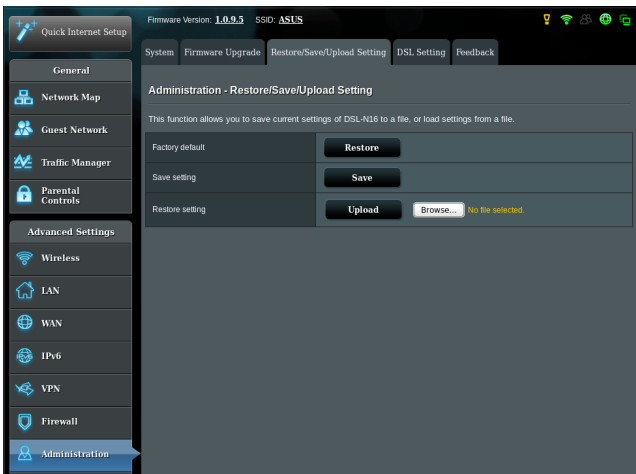 Quick Internet Setup
General
Network Map
Guest Network
Traffic Manager
Parental
Controls
Advanced Settings
Wireless
LAN
WAN
IPv6
VPN
Firewall
Administration
Firmware Version: 1.0.9.5 SSID: ASUS
System Firmware Upgrade Restore/Save/Upload Setting DSL Setting Feedback
Administration - Restore/Save/Upload Setting
This function allows you to save current settings of DSL-N16 to a file, or load settings from a file.
Factory default Restore
Save setting Save
Restore setting Upload Browse... No file selected.